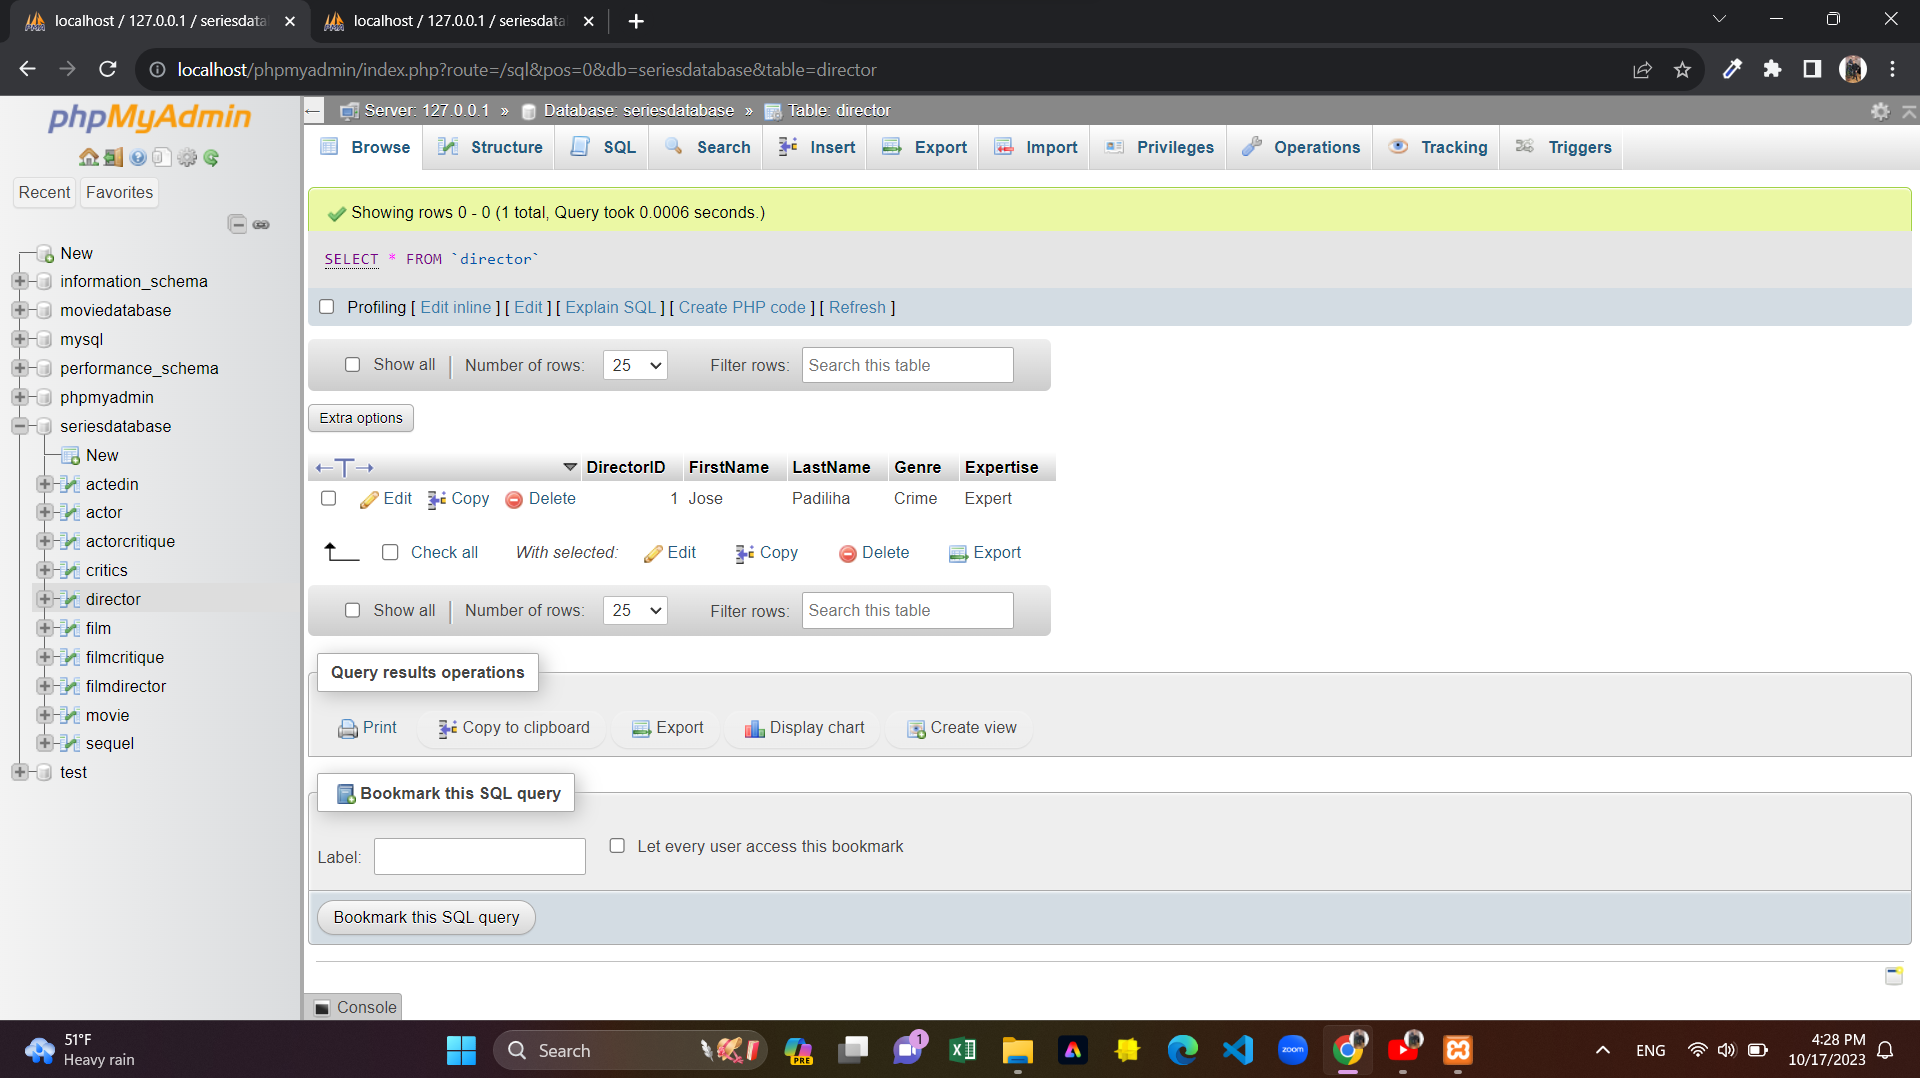 localhost / 127.0.0.1 / seriesdata
localhost / 127.0.0.1 / seriesdata
localhost/phpmyadmin/index.php?route=/sql&pos=0&db=seriesdatabase&table=director
phpMyAdmin
Recent Favorites
New
information_schema
moviedatabase
mysql
performance_schema
phpmyadmin
seriesdatabase
New
actedin
actor
actorcritique
critics
director
film
filmcritique
filmdirector
movie
sequel
test
Server: 127.0.0.1 » Database: seriesdatabase » Table: director
Browse Structure SQL Search Insert Export Import Privileges Operations Tracking Triggers
Showing rows 0 - 0 (1 total, Query took 0.0006 seconds.)
SELECT * FROM `director`
Profiling [ Edit inline ] [ Edit ] [ Explain SQL ] [ Create PHP code ] [ Refresh ]
Show all | Number of rows: 25 Filter rows: Search this table
Extra options
←T→ DirectorID FirstName LastName Genre Expertise
Edit Copy Delete 1 Jose Padiliha Crime Expert
Check all With selected: Edit Copy Delete Export
Show all | Number of rows: 25 Filter rows: Search this table
Query results operations
Print Copy to clipboard Export Display chart Create view
Bookmark this SQL query
Label: Let every user access this bookmark
Bookmark this SQL query
Console
51°F
Heavy rain
Search
PRE
1
zoom
ENG
4:28 PM
10/17/2023